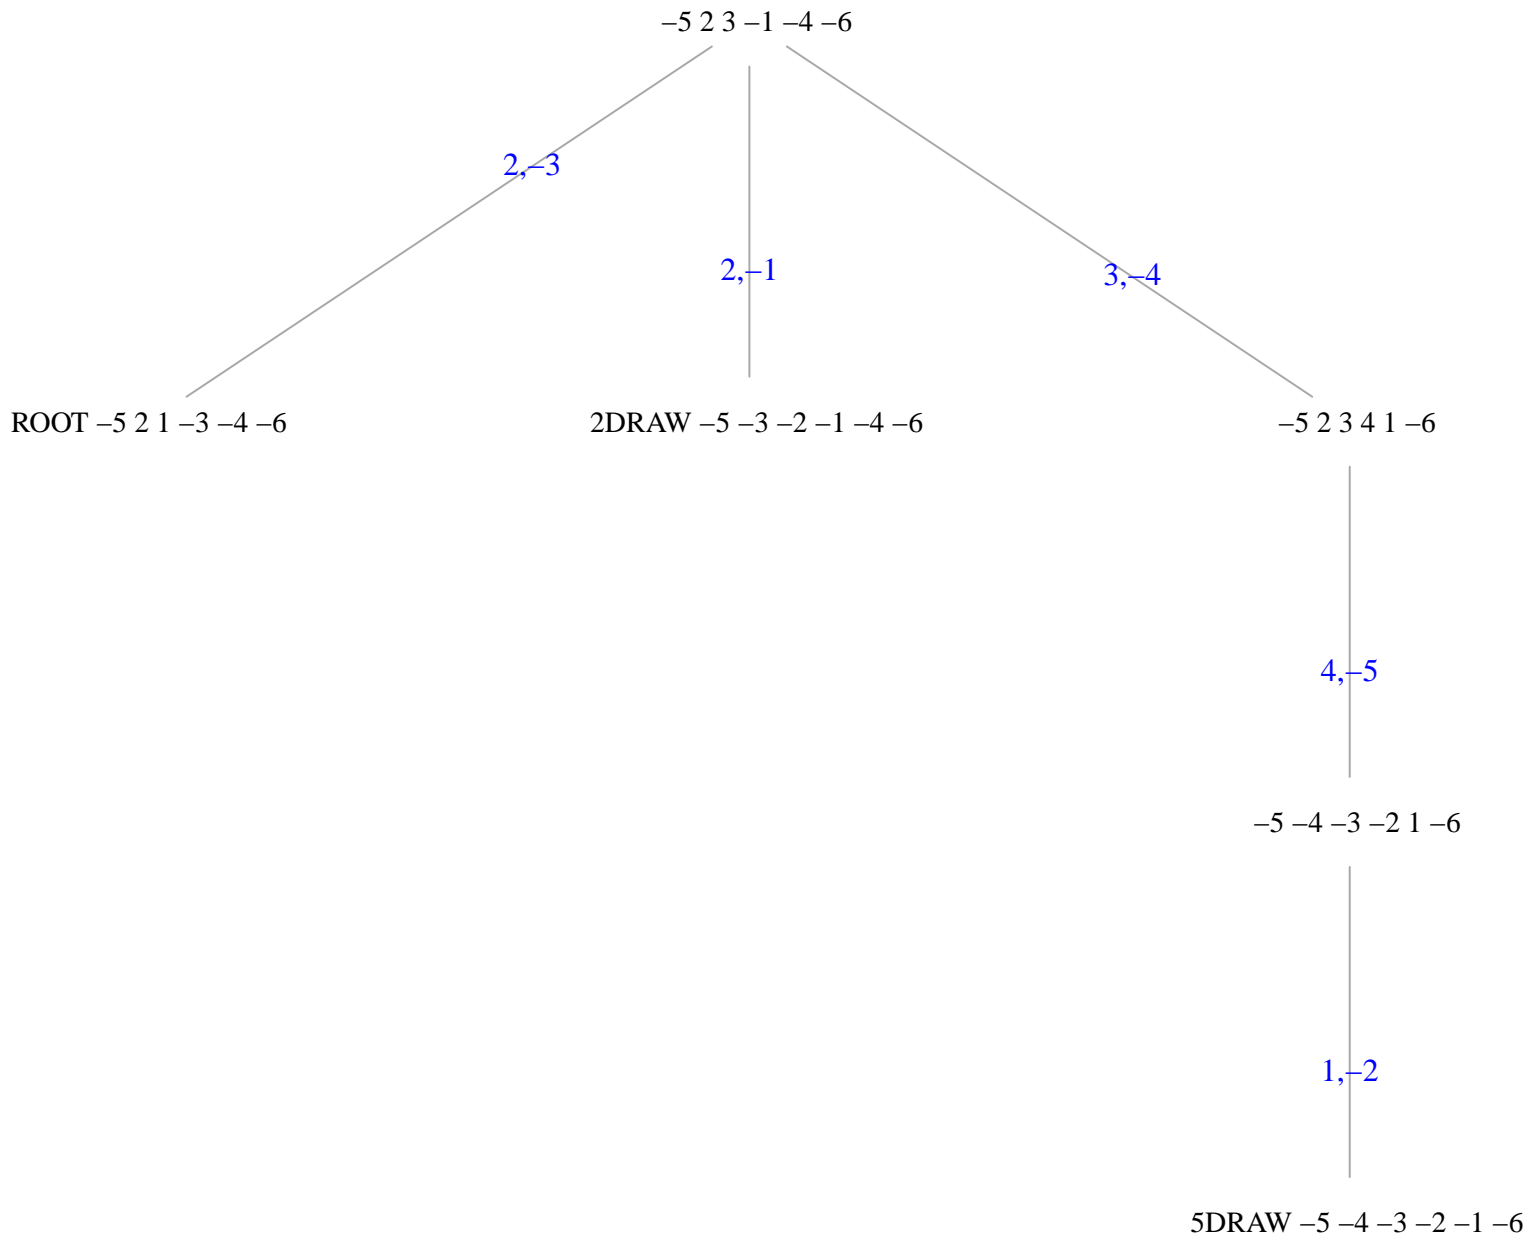 –5 2 3 –1 –4 –6
2,–3
2,–1
3,–4
ROOT –5 2 1 –3 –4 –6
2DRAW –5 –3 –2 –1 –4 –6
–5 2 3 4 1 –6
4,–5
–5 –4 –3 –2 1 –6
1,–2
5DRAW –5 –4 –3 –2 –1 –6